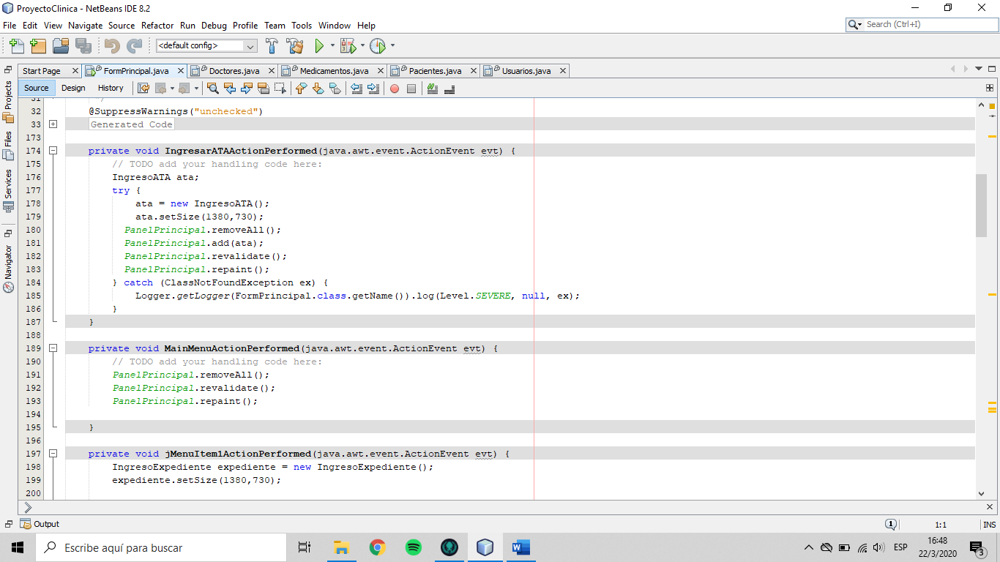 ProyectoClinica - NetBeans IDE 8.2
File Edit View Navigate Source Refactor Run Debug Profile Team Tools Window Help
Search (Ctrl+I)
<default config>
Start Page FormPrincipal.java Doctores.java Medicamentos.java Pacientes.java Usuarios.java
Source Design History
Projects
Files
Services
Navigator
31 */
32 @SuppressWarnings("unchecked")
33 Generated Code
173
174 private void IngresarATAActionPerformed(java.awt.event.ActionEvent evt) {
175 // TODO add your handling code here:
176 IngresoATA ata;
177 try {
178 ata = new IngresoATA();
179 ata.setSize(1380,730);
180 PanelPrincipal.removeAll();
181 PanelPrincipal.add(ata);
182 PanelPrincipal.revalidate();
183 PanelPrincipal.repaint();
184 } catch (ClassNotFoundException ex) {
185 Logger.getLogger(FormPrincipal.class.getName()).log(Level.SEVERE, null, ex);
186 }
187 }
188
189 private void MainMenuActionPerformed(java.awt.event.ActionEvent evt) {
190 // TODO add your handling code here:
191 PanelPrincipal.removeAll();
192 PanelPrincipal.revalidate();
193 PanelPrincipal.repaint();
194
195 }
196
197 private void jMenuItem1ActionPerformed(java.awt.event.ActionEvent evt) {
198 IngresoExpediente expediente = new IngresoExpediente();
199 expediente.setSize(1380,730);
200
Output
1
1:1
INS
Escribe aquí para buscar
ESP
16:48
22/3/2020
3